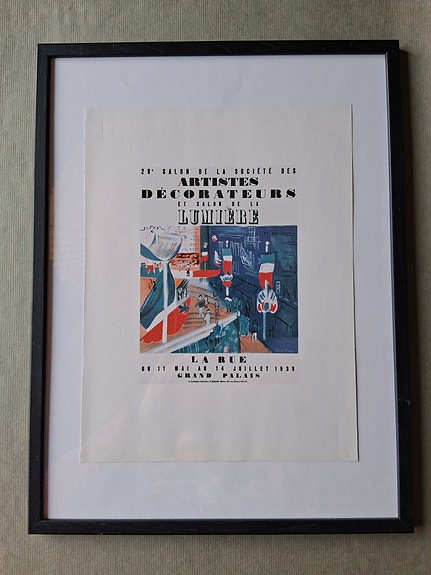 29e SALON DE LA SOCIÉTÉ DES
ARTISTES
DÉCORATEURS
ET SALON DE LA
LUMIÈRE
LA RUE
DU 11 MAI AU 14 JUILLET 1939
GRAND PALAIS